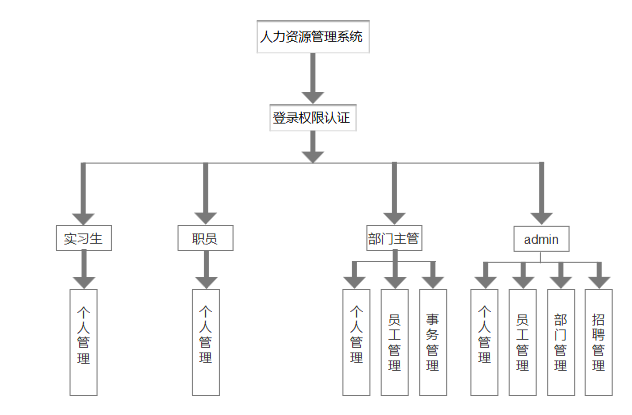 人力资源管理系统
登录权限认证
实习生
职员
部门主管
admin
个人管理
个人管理
个人管理
员工管理
事务管理
个人管理
员工管理
部门管理
招聘管理